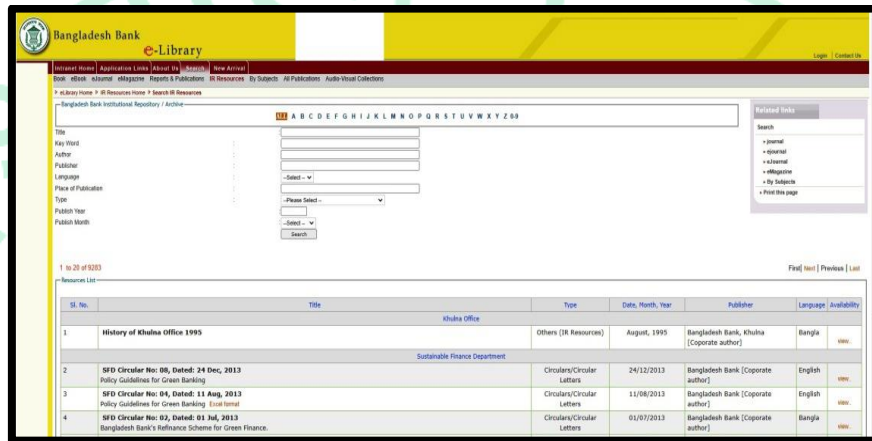 Bangladesh Bank
e-Library
Login | Contact Us
Intranet Home Application Links About Us Search New Arrival
Book eBook eJournal eMagazine Reports & Publications IR Resources By Subjects All Publications Audio-Visual Collections
eLibrary Home IR Resources Home Search IR Resources
Bangladesh Bank Institutional Repository / Archive
ALL A B C D E F G H I J K L M N O P Q R S T U V W X Y Z 0-9
Title :
Key Word :
Author :
Publisher :
Language : --Select --
Place of Publication :
Type : --Please Select --
Publish Year :
Publish Month : --Select --
Search
Related links
Search
» journal
» ejournal
» eJournal
» eMagazine
» By Subjects
» Print this page
1 to 20 of 9283
First| Next | Previous | Last
Resources List
Sl. No. Title Type Date, Month, Year Publisher Language Availability
Khulna Office
1 History of Khulna Office 1995 Others (IR Resources) August, 1995 Bangladesh Bank, Khulna [Coporate author] Bangla view..
Sustainable Finance Department
2 SFD Circular No: 08, Dated: 24 Dec, 2013 Circulars/Circular Letters 24/12/2013 Bangladesh Bank [Coporate author] English view..
Policy Guidelines for Green Banking
3 SFD Circular No: 04, Dated: 11 Aug, 2013 Circulars/Circular Letters 11/08/2013 Bangladesh Bank [Coporate author] English view..
Policy Guidelines for Green Banking Excel format
4 SFD Circular No: 02, Dated: 01 Jul, 2013 Circulars/Circular Letters 01/07/2013 Bangladesh Bank [Coporate author] Bangla view..
Bangladesh Bank's Refinance Scheme for Green Finance.